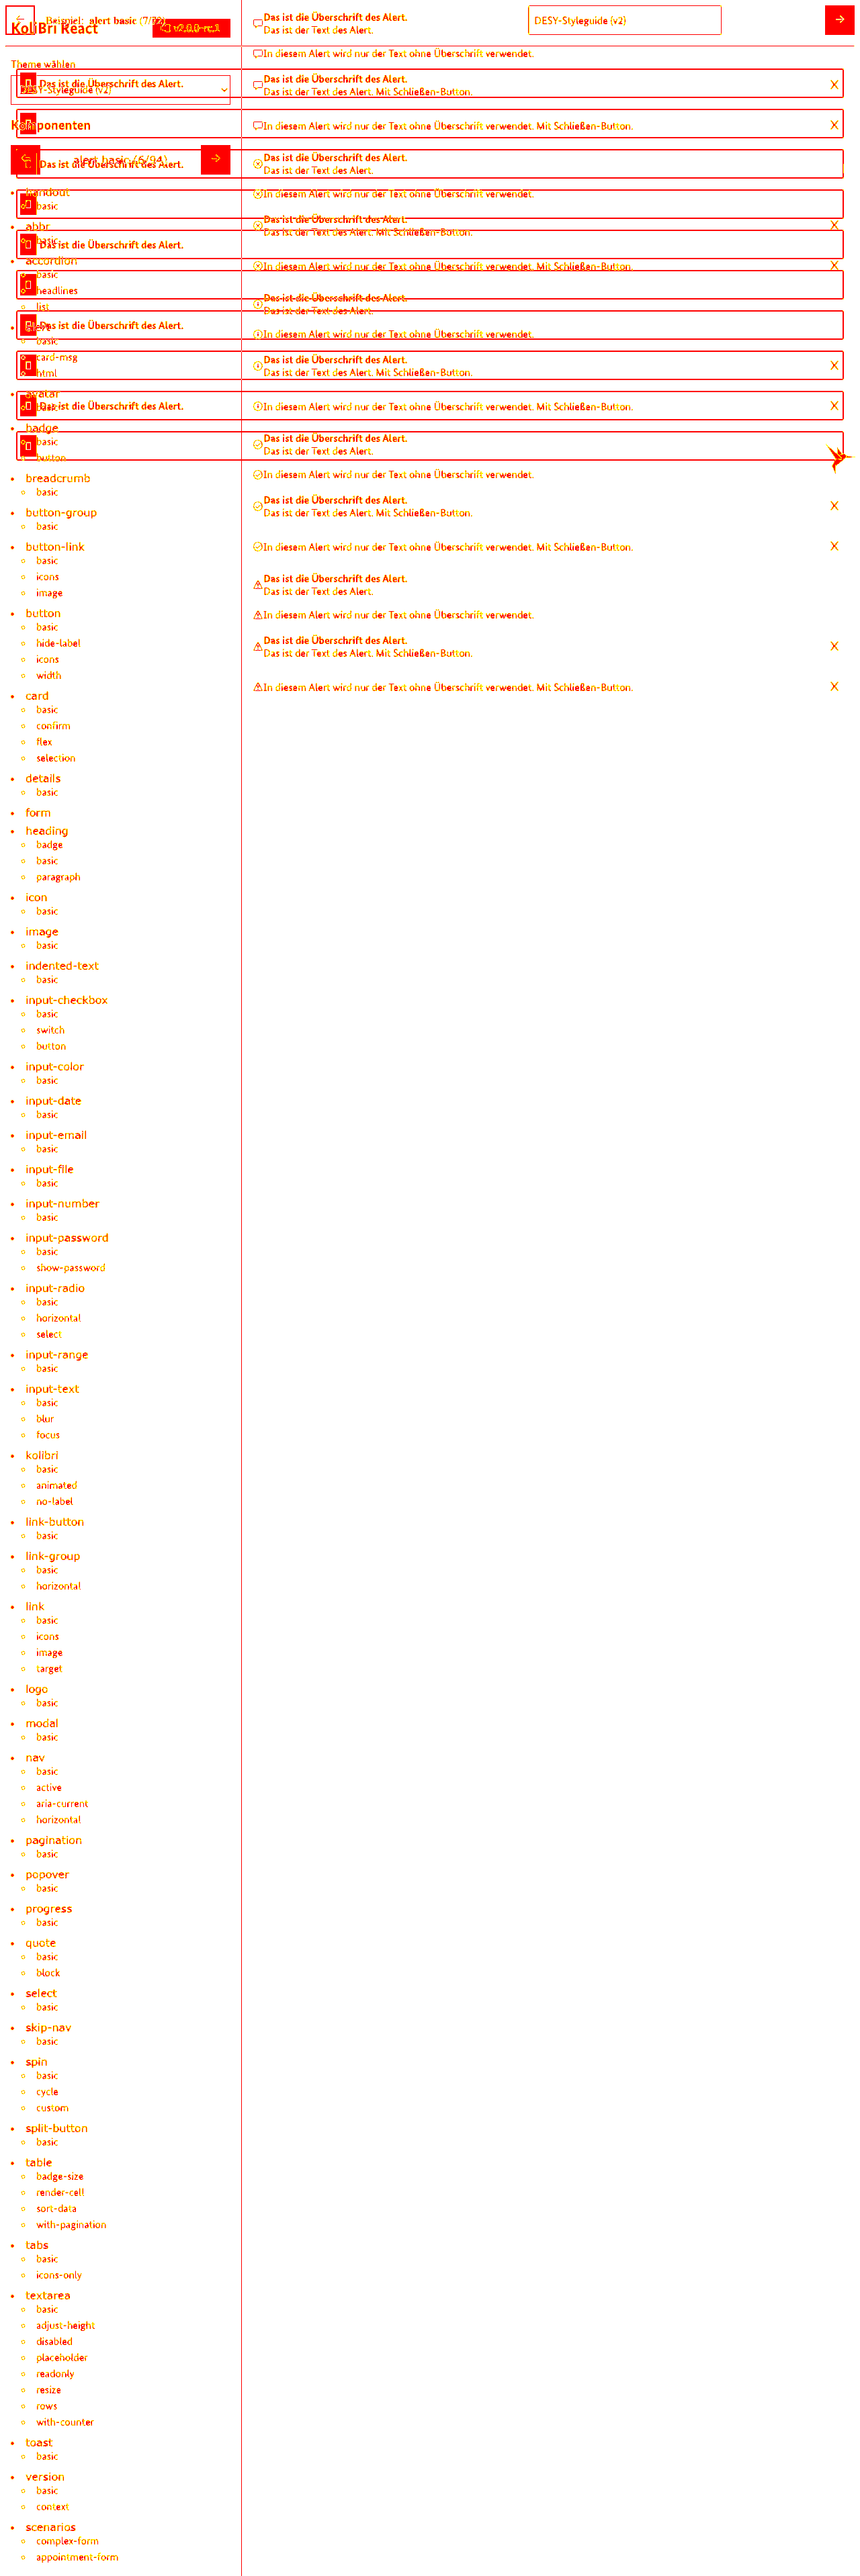 KoliBri React
v2.0.0-rc.1
Beispiel: alert basic (7/92)
DESY-Styleguide (v2)
Theme wählen
DESY-Styleguide (v2)
Komponenten
alert basic (6/94)
handout
basic
abbr
basic
accordion
basic
headlines
list
alert
basic
card-msg
html
avatar
basic
badge
basic
button
breadcrumb
basic
button-group
basic
button-link
basic
icons
image
button
basic
hide-label
icons
width
card
basic
confirm
flex
selection
details
basic
form
heading
badge
basic
paragraph
icon
basic
image
basic
indented-text
basic
input-checkbox
basic
switch
button
input-color
basic
input-date
basic
input-email
basic
input-file
basic
input-number
basic
input-password
basic
show-password
input-radio
basic
horizontal
select
input-range
basic
input-text
basic
blur
focus
kolibri
basic
animated
no-label
link-button
basic
link-group
basic
horizontal
link
basic
icons
image
target
logo
basic
modal
basic
nav
basic
active
aria-current
horizontal
pagination
basic
popover
basic
progress
basic
quote
basic
block
select
basic
skip-nav
basic
spin
basic
cycle
custom
split-button
basic
table
badge-size
render-cell
sort-data
with-pagination
tabs
basic
icons-only
textarea
basic
adjust-height
disabled
placeholder
readonly
resize
rows
with-counter
toast
basic
version
basic
context
scenarios
complex-form
appointment-form
Das ist die Überschrift des Alert.
Das ist die Überschrift des Alert.
Das ist die Überschrift des Alert.
Das ist die Überschrift des Alert.
Das ist die Überschrift des Alert.
Das ist die Überschrift des Alert.
Das ist der Text des Alert.
In diesem Alert wird nur der Text ohne Überschrift verwendet.
Das ist die Überschrift des Alert.
Das ist der Text des Alert. Mit Schließen-Button.
In diesem Alert wird nur der Text ohne Überschrift verwendet. Mit Schließen-Button.
Das ist die Überschrift des Alert.
Das ist der Text des Alert.
In diesem Alert wird nur der Text ohne Überschrift verwendet.
Das ist die Überschrift des Alert.
Das ist der Text des Alert. Mit Schließen-Button.
In diesem Alert wird nur der Text ohne Überschrift verwendet. Mit Schließen-Button.
Das ist die Überschrift des Alert.
Das ist der Text des Alert.
In diesem Alert wird nur der Text ohne Überschrift verwendet.
Das ist die Überschrift des Alert.
Das ist der Text des Alert. Mit Schließen-Button.
In diesem Alert wird nur der Text ohne Überschrift verwendet. Mit Schließen-Button.
Das ist die Überschrift des Alert.
Das ist der Text des Alert.
In diesem Alert wird nur der Text ohne Überschrift verwendet.
Das ist die Überschrift des Alert.
Das ist der Text des Alert. Mit Schließen-Button.
In diesem Alert wird nur der Text ohne Überschrift verwendet. Mit Schließen-Button.
Das ist die Überschrift des Alert.
Das ist der Text des Alert.
In diesem Alert wird nur der Text ohne Überschrift verwendet.
Das ist die Überschrift des Alert.
Das ist der Text des Alert. Mit Schließen-Button.
In diesem Alert wird nur der Text ohne Überschrift verwendet. Mit Schließen-Button.